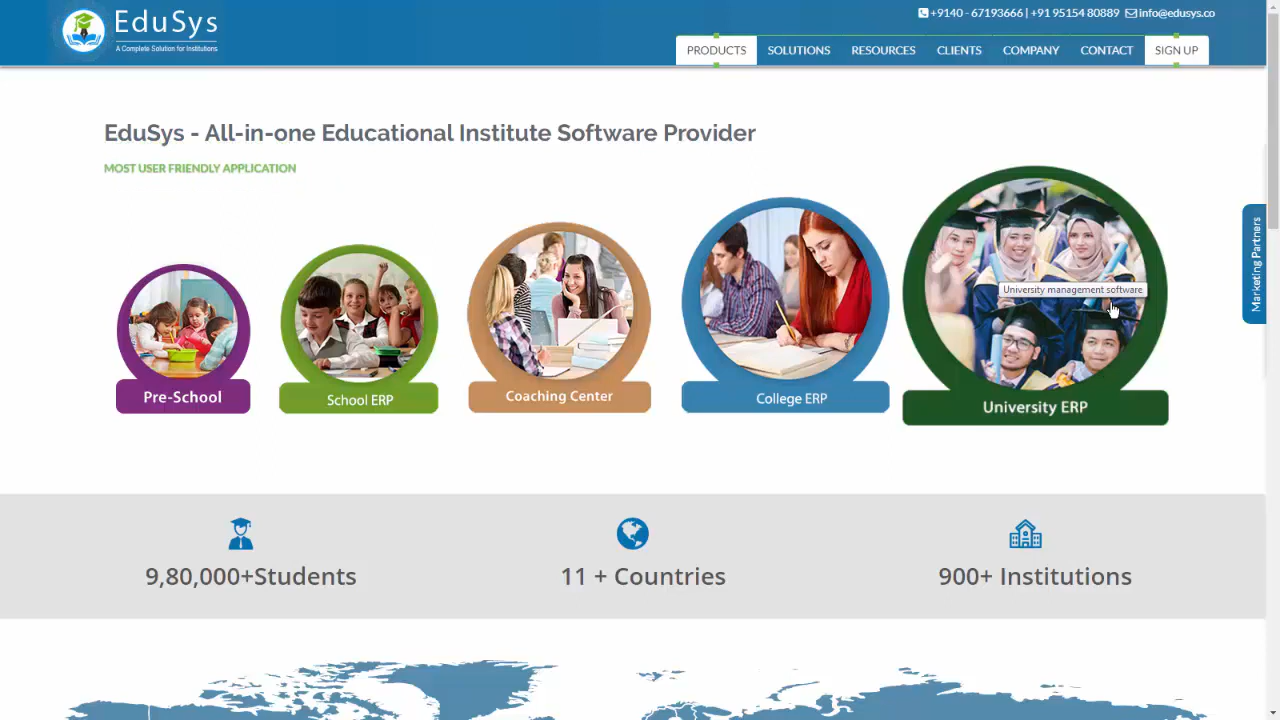 EduSys
A Complete Solution for Institutions
+9140 - 67193666 | +91 95154 80889 info@edusys.co
PRODUCTS SOLUTIONS RESOURCES CLIENTS COMPANY CONTACT SIGN UP
EduSys - All-in-one Educational Institute Software Provider
MOST USER FRIENDLY APPLICATION
University management software
Marketing Partners
Pre-School
School ERP
Coaching Center
College ERP
University ERP
9,80,000+Students
11 + Countries
900+ Institutions